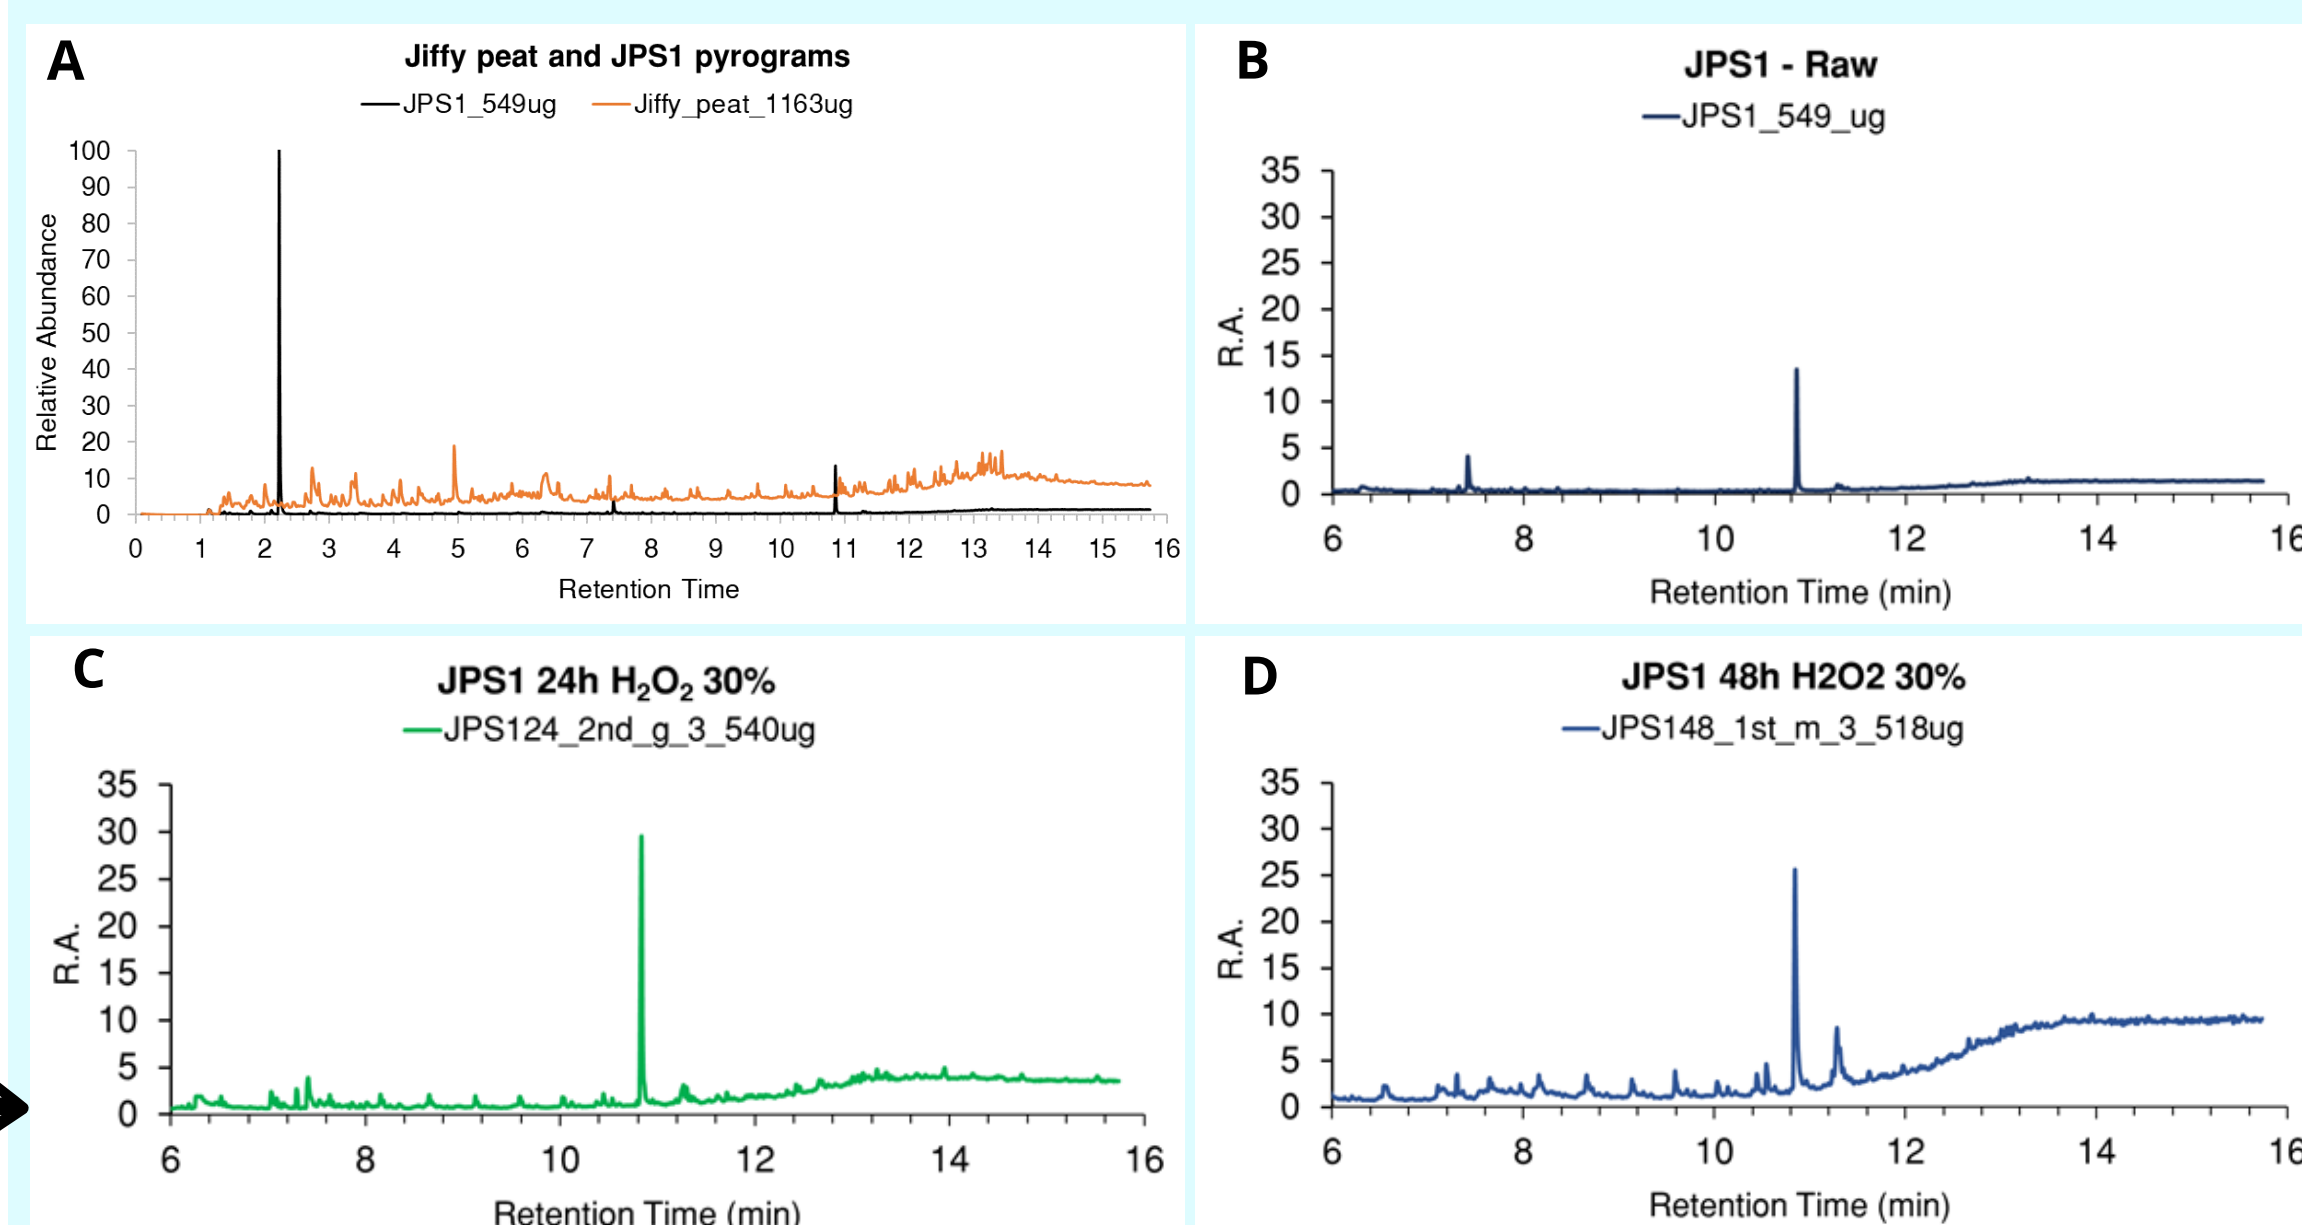 A
Jiffy peat and JPS1 pyrograms
JPS1_549ug Jiffy_peat_1163ug
100
90
80
70
60
50
40
30
20
10
0
Relative Abundance
0 1 2 3 4 5 6 7 8 9 10 11 12 13 14 15 16
Retention Time
B
JPS1 - Raw
JPS1_549_ug
35
30
25
20
15
10
5
0
R.A.
6 8 10 12 14 16
Retention Time (min)
C
JPS1 24h H₂O₂ 30%
JPS124_2nd_g_3_540ug
35
30
25
20
15
10
5
0
R.A.
6 8 10 12 14 16
Retention Time (min)
D
JPS1 48h H2O2 30%
JPS148_1st_m_3_518ug
35
30
25
20
15
10
5
0
R.A.
6 8 10 12 14 16
Retention Time (min)